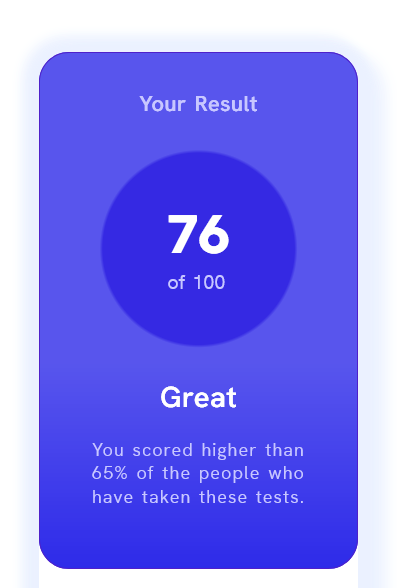 Your Result
76
of 100
Great
You scored higher than
65% of the people who
have taken these tests.